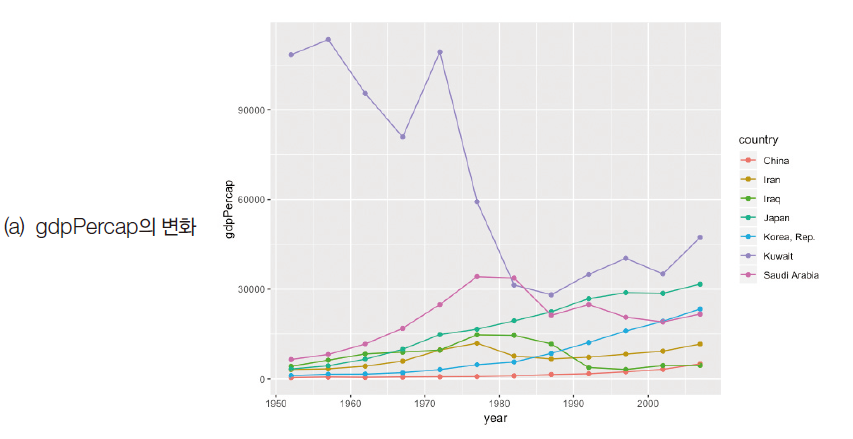 (a) gdpPercap의 변화
gdpPercap
90000
60000
30000
0
1950
1960
1970
1980
1990
2000
year
country
China
Iran
Iraq
Japan
Korea, Rep.
Kuwait
Saudi Arabia